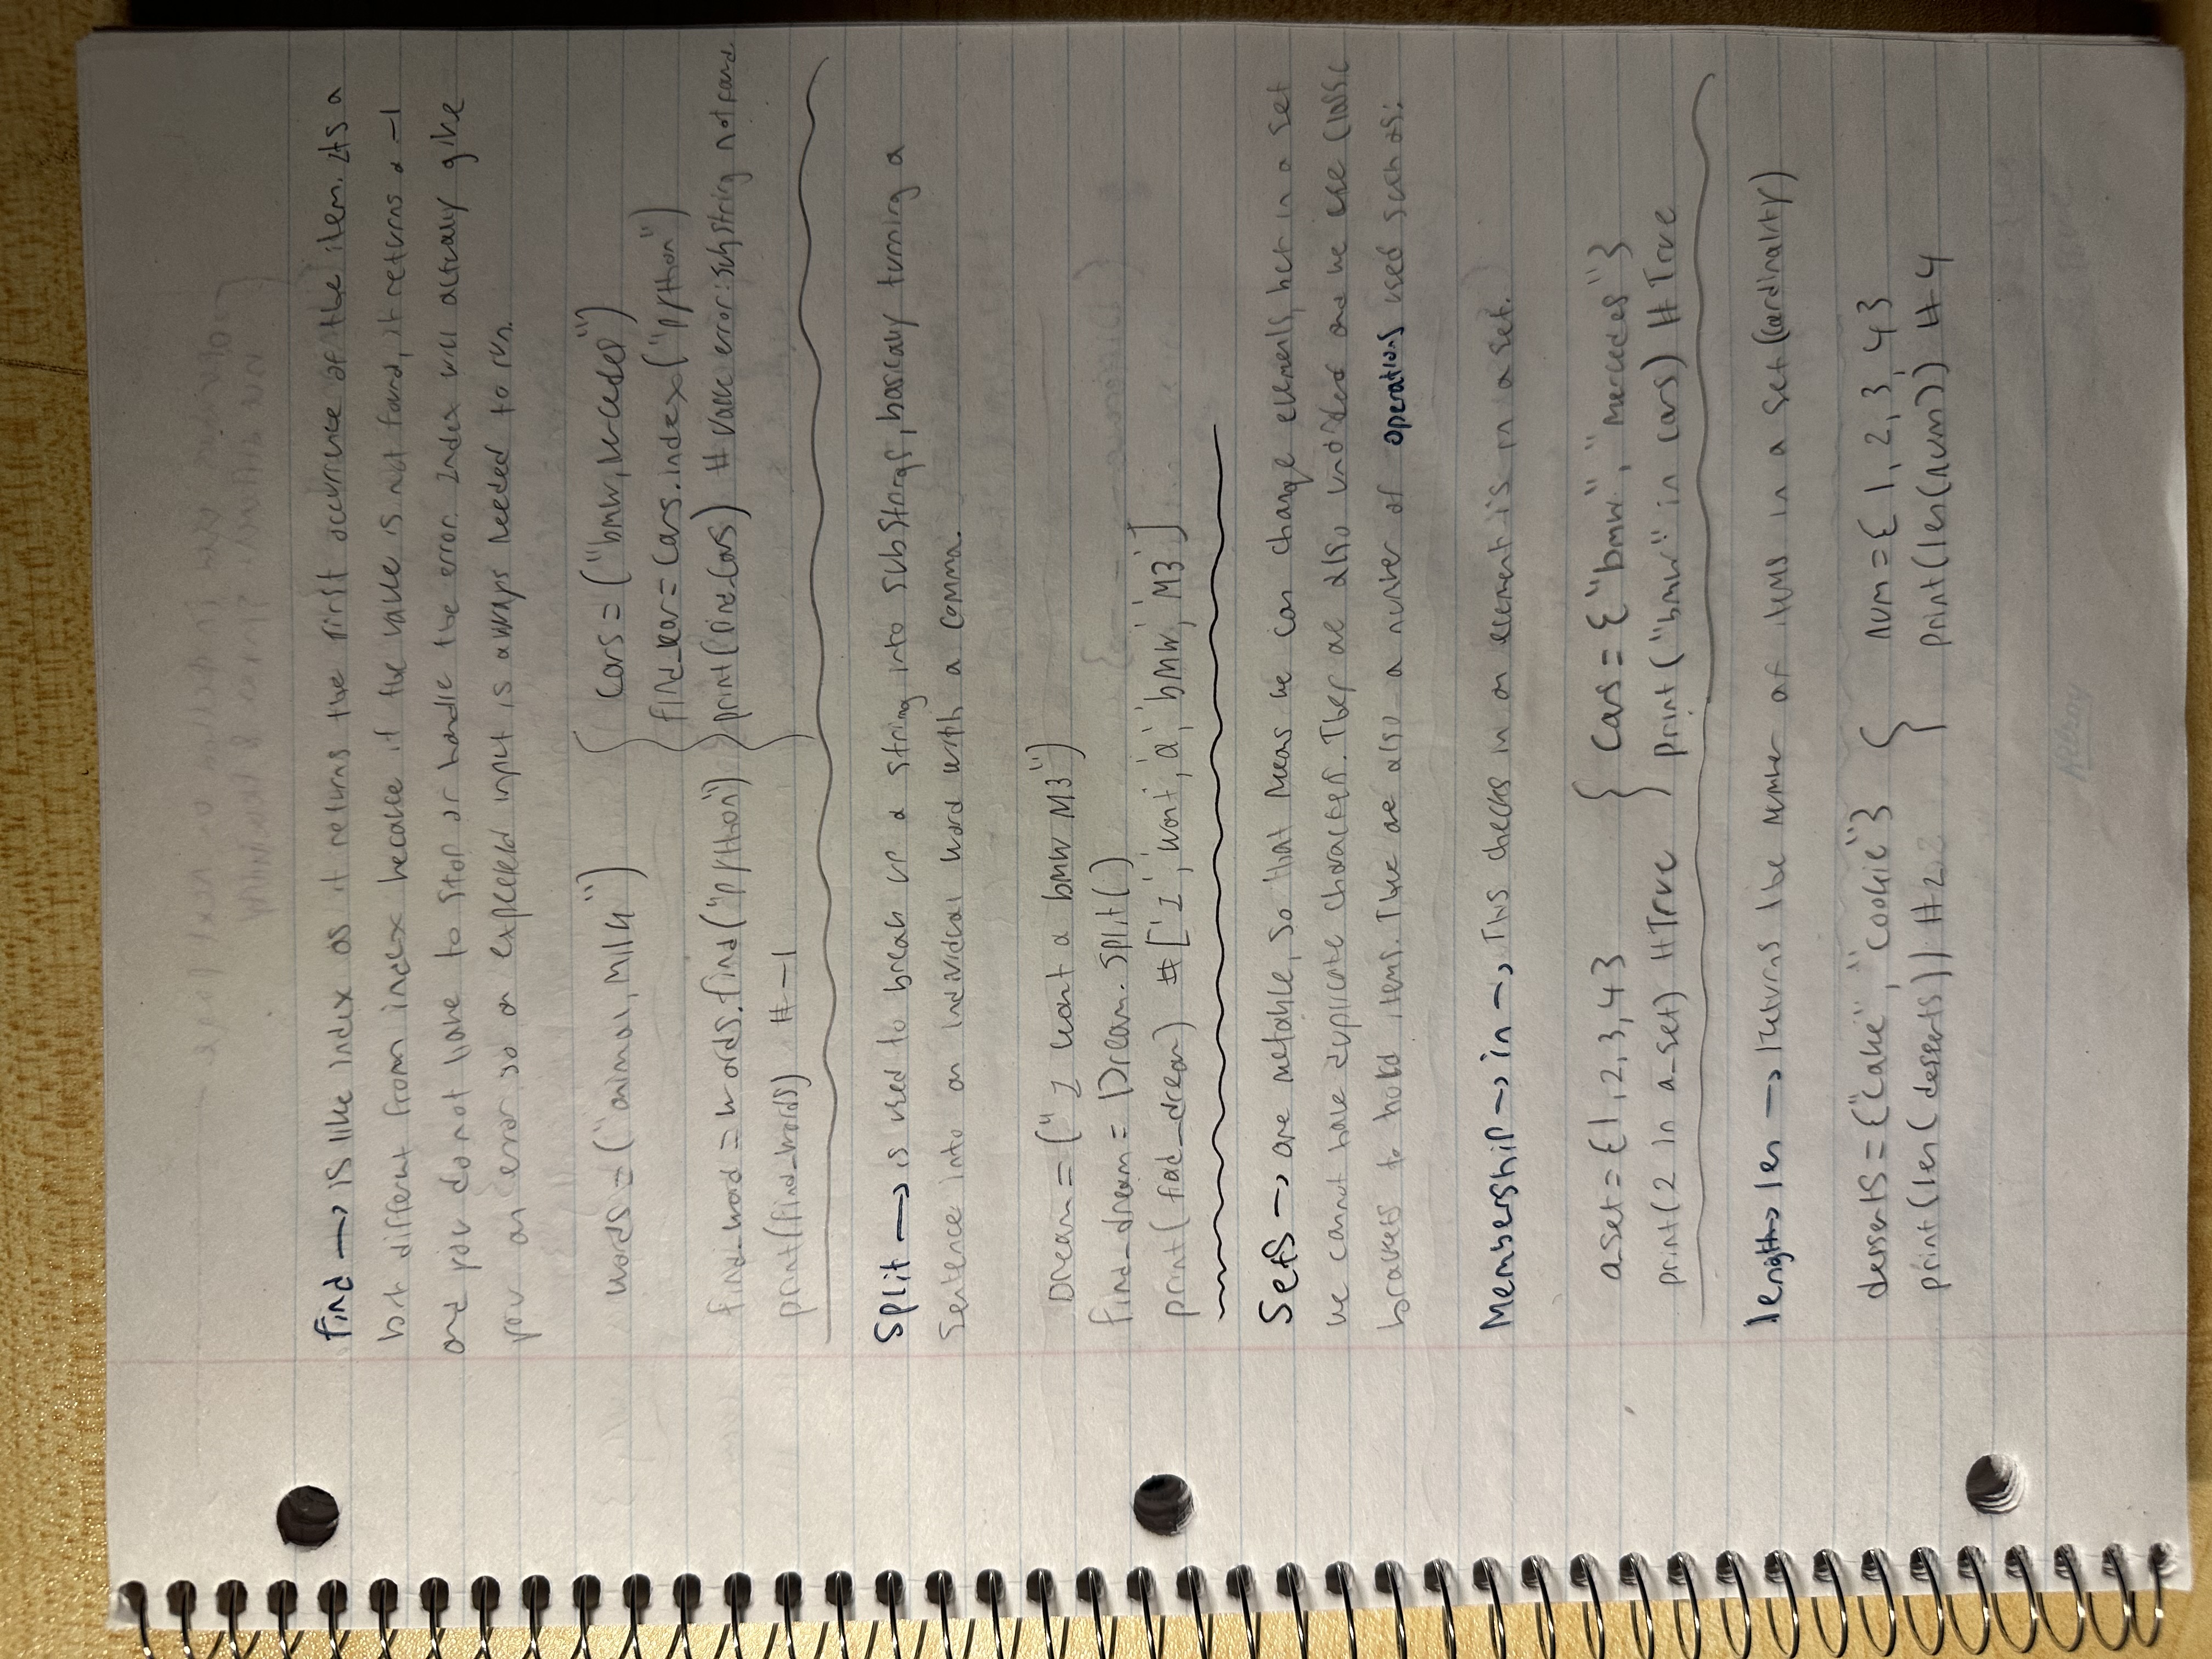 find → is like index as it returns the first occurrence of the item. Its a
bit different from index because if the value is not found, it returns a -1
and you do not have to stop or handle the error. Index will actually give
you an error so an expected input is always needed to run.
words = ("animal, Milk")
find_word = words.find("python")
print(find_words) # -1
cars = ("bmw, Mercedes")
find_car = cars.index("python")
print(find_cars) # Value error: substring not found
Split → is used to break up a string into substrings, basically turning a
sentence into an individual word with a comma.
Dream = ("I want a bmw M3")
find_dream = Dream.split()
print(find_dream) # ['I', 'want', 'a', 'bmw', 'M3']
Sets → are mutable, so that means we can change elements, but in a set
we cannot have duplicate characters. They are also unordered and we use
brackets to hold items. There are also a number of operations used such as:
Membership → in → This checks in an element is in a set.
a_set = {1, 2, 3, 4}
print(2 in a_set) # True
Cars = {"bmw", "Mercedes"}
print("bmw" in cars) # True
length → len → Returns the number of items in a set (cardinality)
desserts = {"cake", "cookie"}
print(len(desserts)) # 2
num = {1, 2, 3, 4}
print(len(num)) # 4